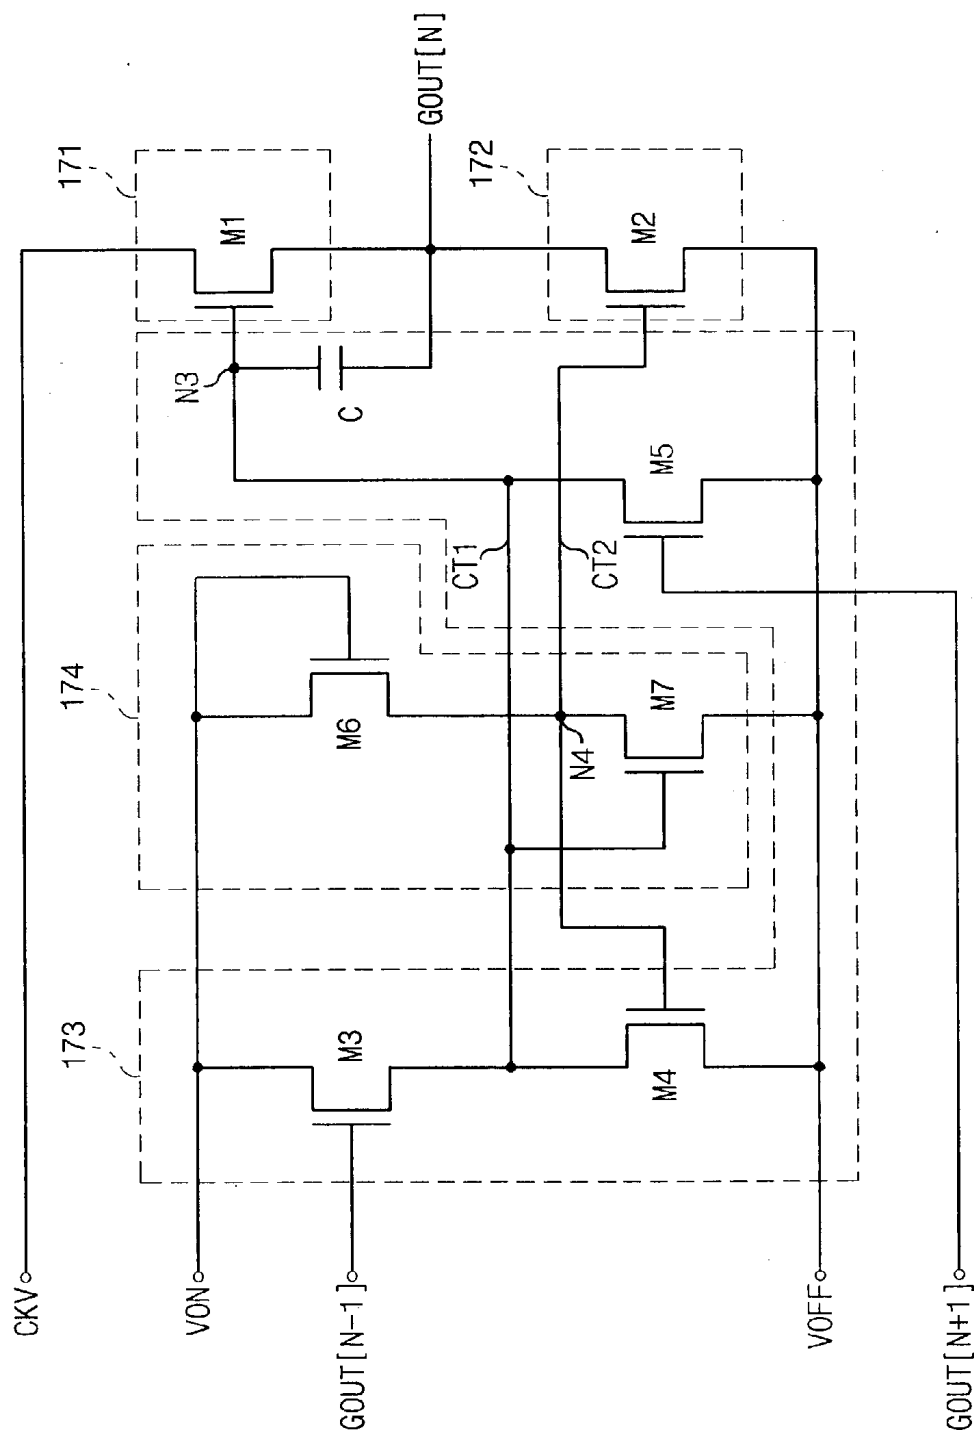 CKV
VON
GOUT[N-1]
VOFF
GOUT[N+1]
173
M3
M4
174
M6
N4
M7
CT1
CT2
M5
N3
C
171
M1
172
M2
GOUT[N]